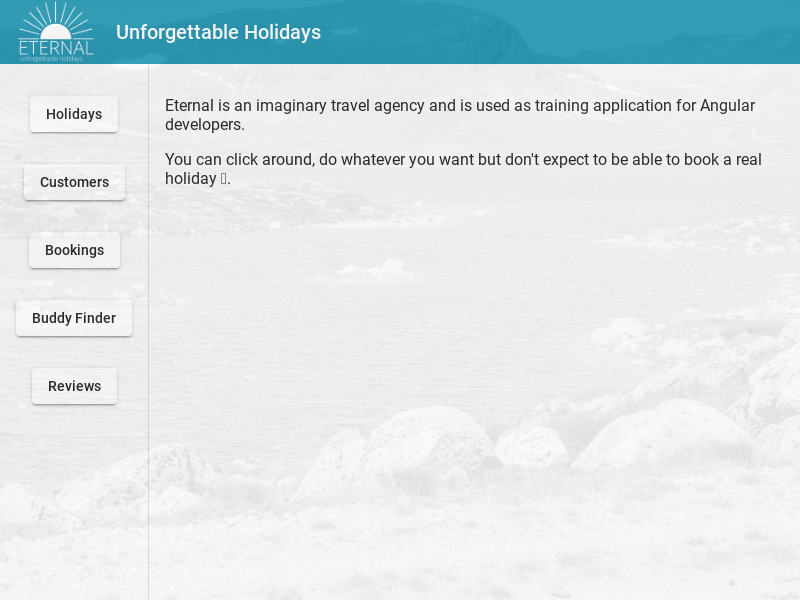 ETERNAL
unforgettable holidays
Unforgettable Holidays
Holidays
Customers
Bookings
Buddy Finder
Reviews
Eternal is an imaginary travel agency and is used as training application for Angular
developers.
You can click around, do whatever you want but don't expect to be able to book a real
holiday .